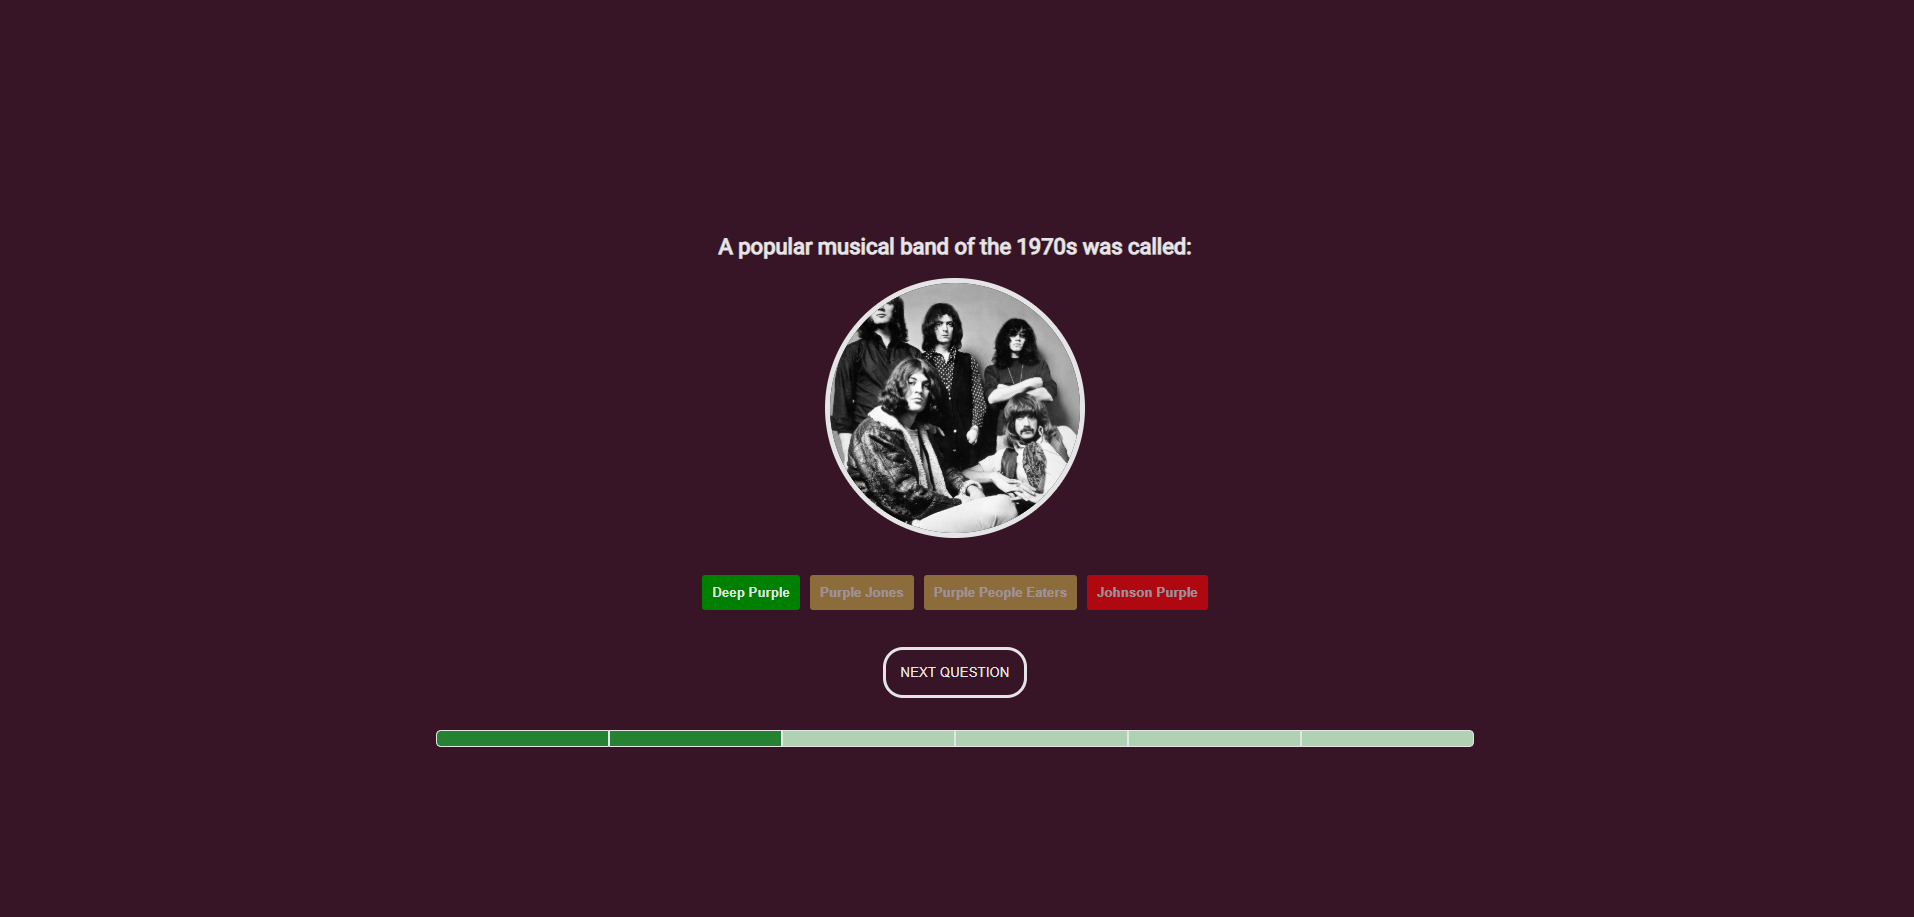 A popular musical band of the 1970s was called:
Deep Purple Purple Jones Purple People Eaters Johnson Purple
NEXT QUESTION